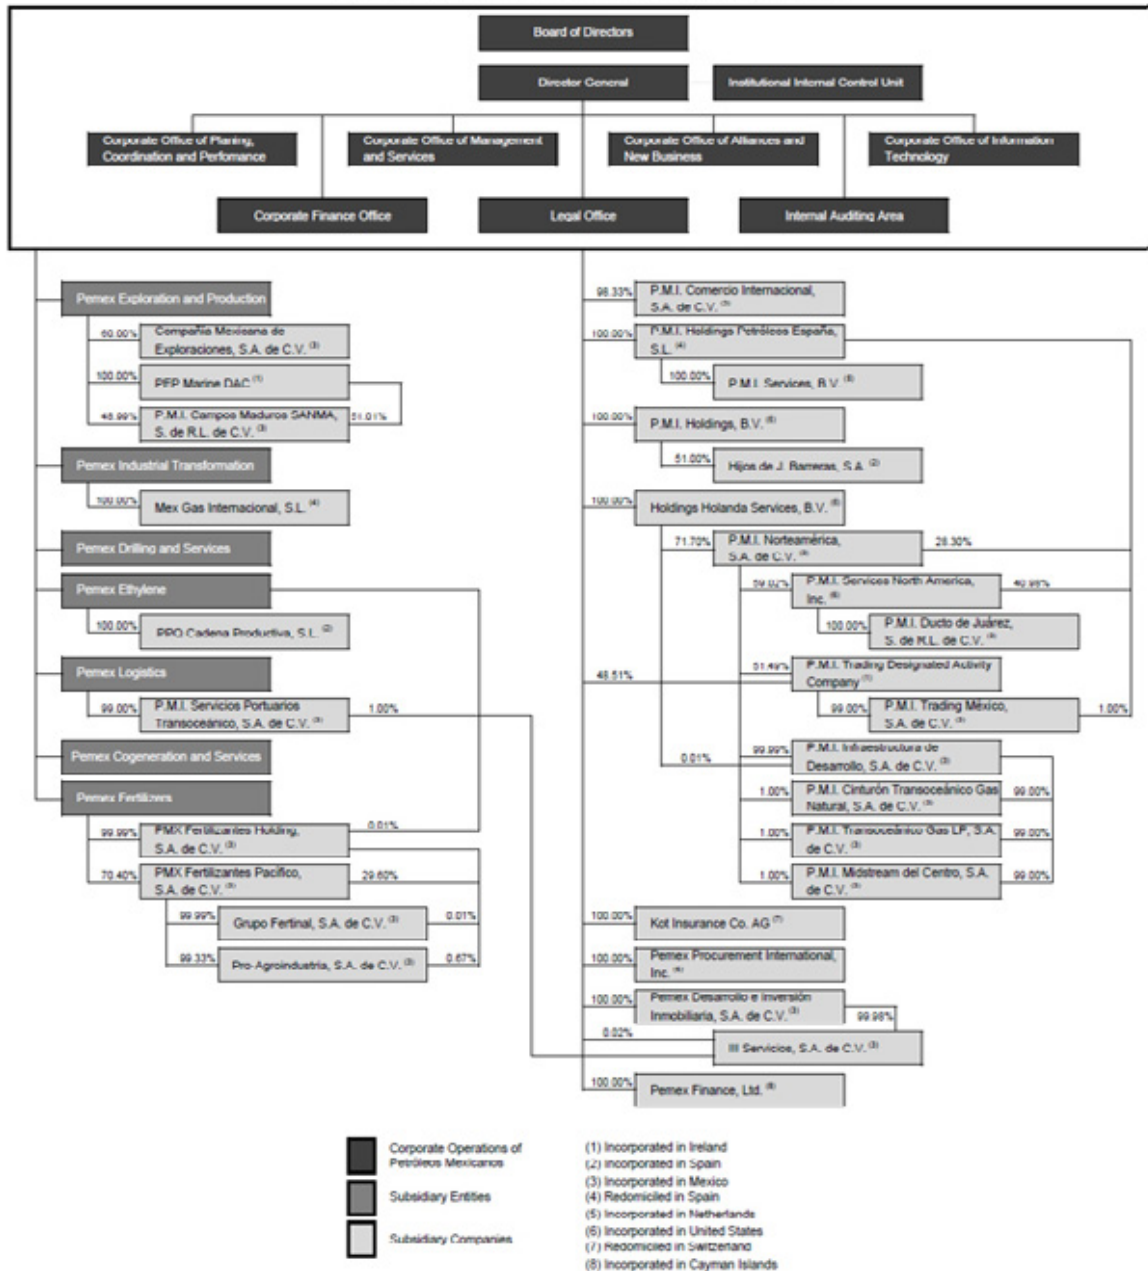 Board of Directors
Director General
Institutional Internal Control Unit
Corporate Office of Planing,
Coordination and Perfomance
Corporate Office of Management
and Services
Corporate Office of Alliances and
New Business
Corporate Office of Information
Technology
Corporate Finance Office
Legal Office
Internal Auditing Area
Pemex Exploration and Production
60.00%
Compañía Mexicana de
Exploraciones, S.A. de C.V. (3)
100.00%
PEP Marine DAC (1)
48.99%
P.M.I. Campos Maduros SANMA,
S. de R.L. de C.V. (3)
51.01%
Pemex Industrial Transformation
100.00%
Mex Gas Internacional, S.L. (4)
Pemex Drilling and Services
Pemex Ethylene
100.00%
PPQ Cadena Productiva, S.L. (2)
Pemex Logistics
99.00%
P.M.I. Servicios Portuarios
Transoceánico, S.A. de C.V. (3)
1.00%
Pemex Cogeneration and Services
Pemex Fertilizers
99.99%
PMX Fertilizantes Holding,
S.A. de C.V. (3)
0.01%
70.40%
PMX Fertilizantes Pacífico,
S.A. de C.V. (3)
29.60%
99.99%
Grupo Fertinal, S.A. de C.V. (3)
0.01%
99.33%
Pro-Agroindustria, S.A. de C.V. (3)
0.67%
98.33%
P.M.I. Comercio Internacional,
S.A. de C.V. (3)
100.00%
P.M.I. Holdings Petróleos España,
S.L. (4)
100.00%
P.M.I. Services, B.V.
100.00%
P.M.I. Holdings, B.V.
51.00%
Hijos de J. Barreras, S.A. (2)
100.00%
Holdings Holanda Services, B.V.
71.70%
P.M.I. Norteamérica,
S.A. de C.V. (3)
28.30%
59.02%
P.M.I. Services North America,
Inc. (6)
40.98%
100.00%
P.M.I. Ducto de Juárez,
S. de R.L. de C.V. (3)
48.51%
51.49%
P.M.I. Trading Designated Activity
Company (1)
99.00%
P.M.I. Trading México,
S.A. de C.V. (3)
1.00%
0.01%
99.99%
P.M.I. Infraestructura de
Desarrollo, S.A. de C.V. (3)
1.00%
P.M.I. Cinturón Transoceánico Gas
Natural, S.A. de C.V. (3)
99.00%
1.00%
P.M.I. Transoceánico Gas LP, S.A.
de C.V. (3)
99.00%
1.00%
P.M.I. Midstream del Centro, S.A.
de C.V. (3)
99.00%
100.00%
Kot Insurance Co. AG (7)
100.00%
Pemex Procurement International,
Inc.
100.00%
Pemex Desarrollo e Inversión
Inmobiliaria, S.A. de C.V. (3)
99.98%
0.02%
III Servicios, S.A. de C.V. (3)
100.00%
Pemex Finance, Ltd. (8)
Corporate Operations of
Petróleos Mexicanos
Subsidiary Entities
Subsidiary Companies
(1) Incorporated in Ireland
(2) Incorporated in Spain
(3) Incorporated in Mexico
(4) Redomiciled in Spain
(5) Incorporated in Netherlands
(6) Incorporated in United States
(7) Redomiciled in Switzerland
(8) Incorporated in Cayman Islands